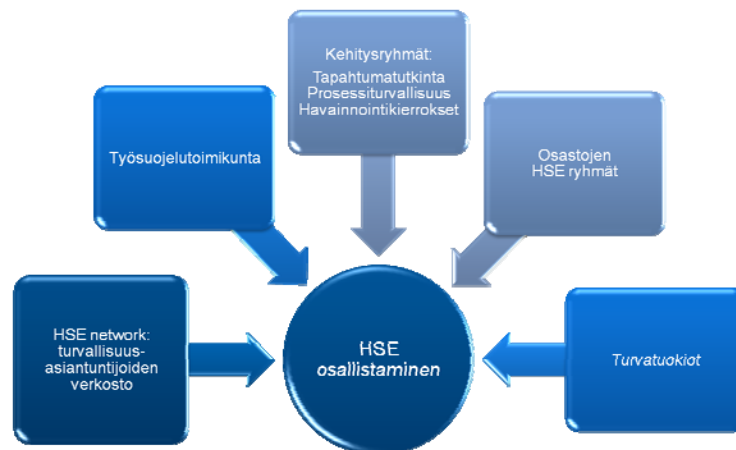 Kehitysryhmät:
Tapahtumatutkinta
Prosessiturvallisuus
Havainnointikierrokset
Työsuojelutoimikunta
Osastojen
HSE ryhmät
HSE network:
turvallisuus-
asiantuntijoiden
verkosto
HSE
osallistaminen
Turvatuokiot